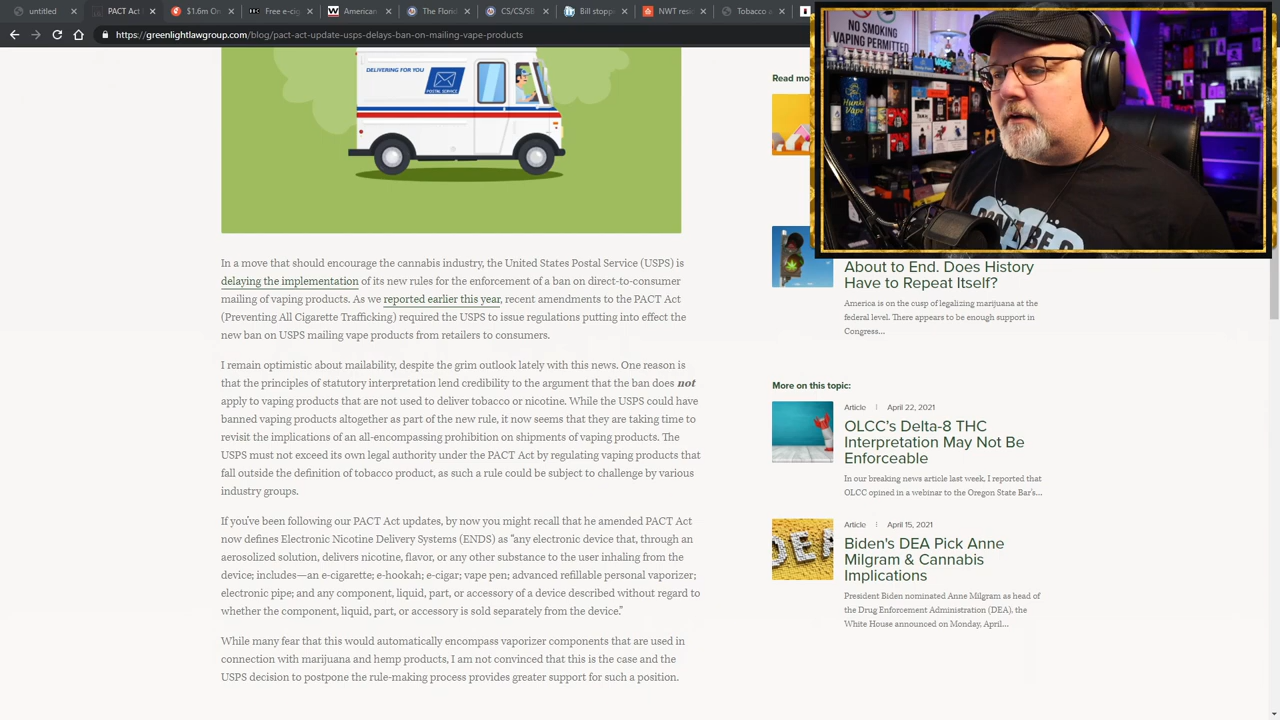 untitled
PACT Act
$1.6m On
Free e-cig
American
The Florid
CS/CS/SB
Bill stopp
NWT resi
Tobacco a
https://greenlightlawgroup.com/blog/pact-act-update-usps-delays-ban-on-mailing-vape-products
NO SMOKING
VAPING PERMITTED
VAPE
Hunky
Vape
DON'T BE
DELIVERING FOR YOU
POSTAL SERVICE
In a move that should encourage the cannabis industry, the United States Postal Service (USPS) is
delaying the implementation of its new rules for the enforcement of a ban on direct-to-consumer
mailing of vaping products. As we reported earlier this year, recent amendments to the PACT Act
(Preventing All Cigarette Trafficking) required the USPS to issue regulations putting into effect the
new ban on USPS mailing vape products from retailers to consumers.
I remain optimistic about mailability, despite the grim outlook lately with this news. One reason is
that the principles of statutory interpretation lend credibility to the argument that the ban does not
apply to vaping products that are not used to deliver tobacco or nicotine. While the USPS could have
banned vaping products altogether as part of the new rule, it now seems that they are taking time to
revisit the implications of an all-encompassing prohibition on shipments of vaping products. The
USPS must not exceed its own legal authority under the PACT Act by regulating vaping products that
fall outside the definition of tobacco product, as such a rule could be subject to challenge by various
industry groups.
If you've been following our PACT Act updates, by now you might recall that he amended PACT Act
now defines Electronic Nicotine Delivery Systems (ENDS) as "any electronic device that, through an
aerosolized solution, delivers nicotine, flavor, or any other substance to the user inhaling from the
device; includes—an e-cigarette; e-hookah; e-cigar; vape pen; advanced refillable personal vaporizer;
electronic pipe; and any component, liquid, part, or accessory of a device described without regard to
whether the component, liquid, part, or accessory is sold separately from the device."
While many fear that this would automatically encompass vaporizer components that are used in
connection with marijuana and hemp products, I am not convinced that this is the case and the
USPS decision to postpone the rule-making process provides greater support for such a position.
Read mo
About to End. Does History
Have to Repeat Itself?
America is on the cusp of legalizing marijuana at the
federal level. There appears to be enough support in
Congress...
More on this topic:
Article
April 22, 2021
OLCC's Delta-8 THC
Interpretation May Not Be
Enforceable
In our breaking news article last week, I reported that
OLCC opined in a webinar to the Oregon State Bar's...
Article
April 15, 2021
DEA
Biden's DEA Pick Anne
Milgram & Cannabis
Implications
President Biden nominated Anne Milgram as head of
the Drug Enforcement Administration (DEA), the
White House announced on Monday, April...